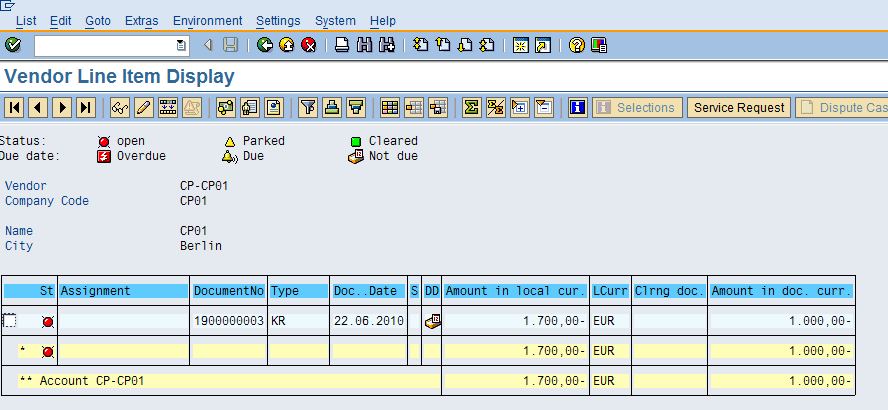 List Edit Goto Extras Environment Settings System Help
Vendor Line Item Display
Selections Service Request Dispute Cas
Status: open Parked Cleared
Due date: Overdue Due Not due
Vendor CP-CP01
Company Code CP01
Name CP01
City Berlin
St Assignment DocumentNo Type Doc..Date S DD Amount in local cur. LCurr Clrng doc. Amount in doc. curr.
1900000003 KR 22.06.2010 1.700,00- EUR 1.000,00-
* 1.700,00- EUR 1.000,00-
** Account CP-CP01 1.700,00- EUR 1.000,00-